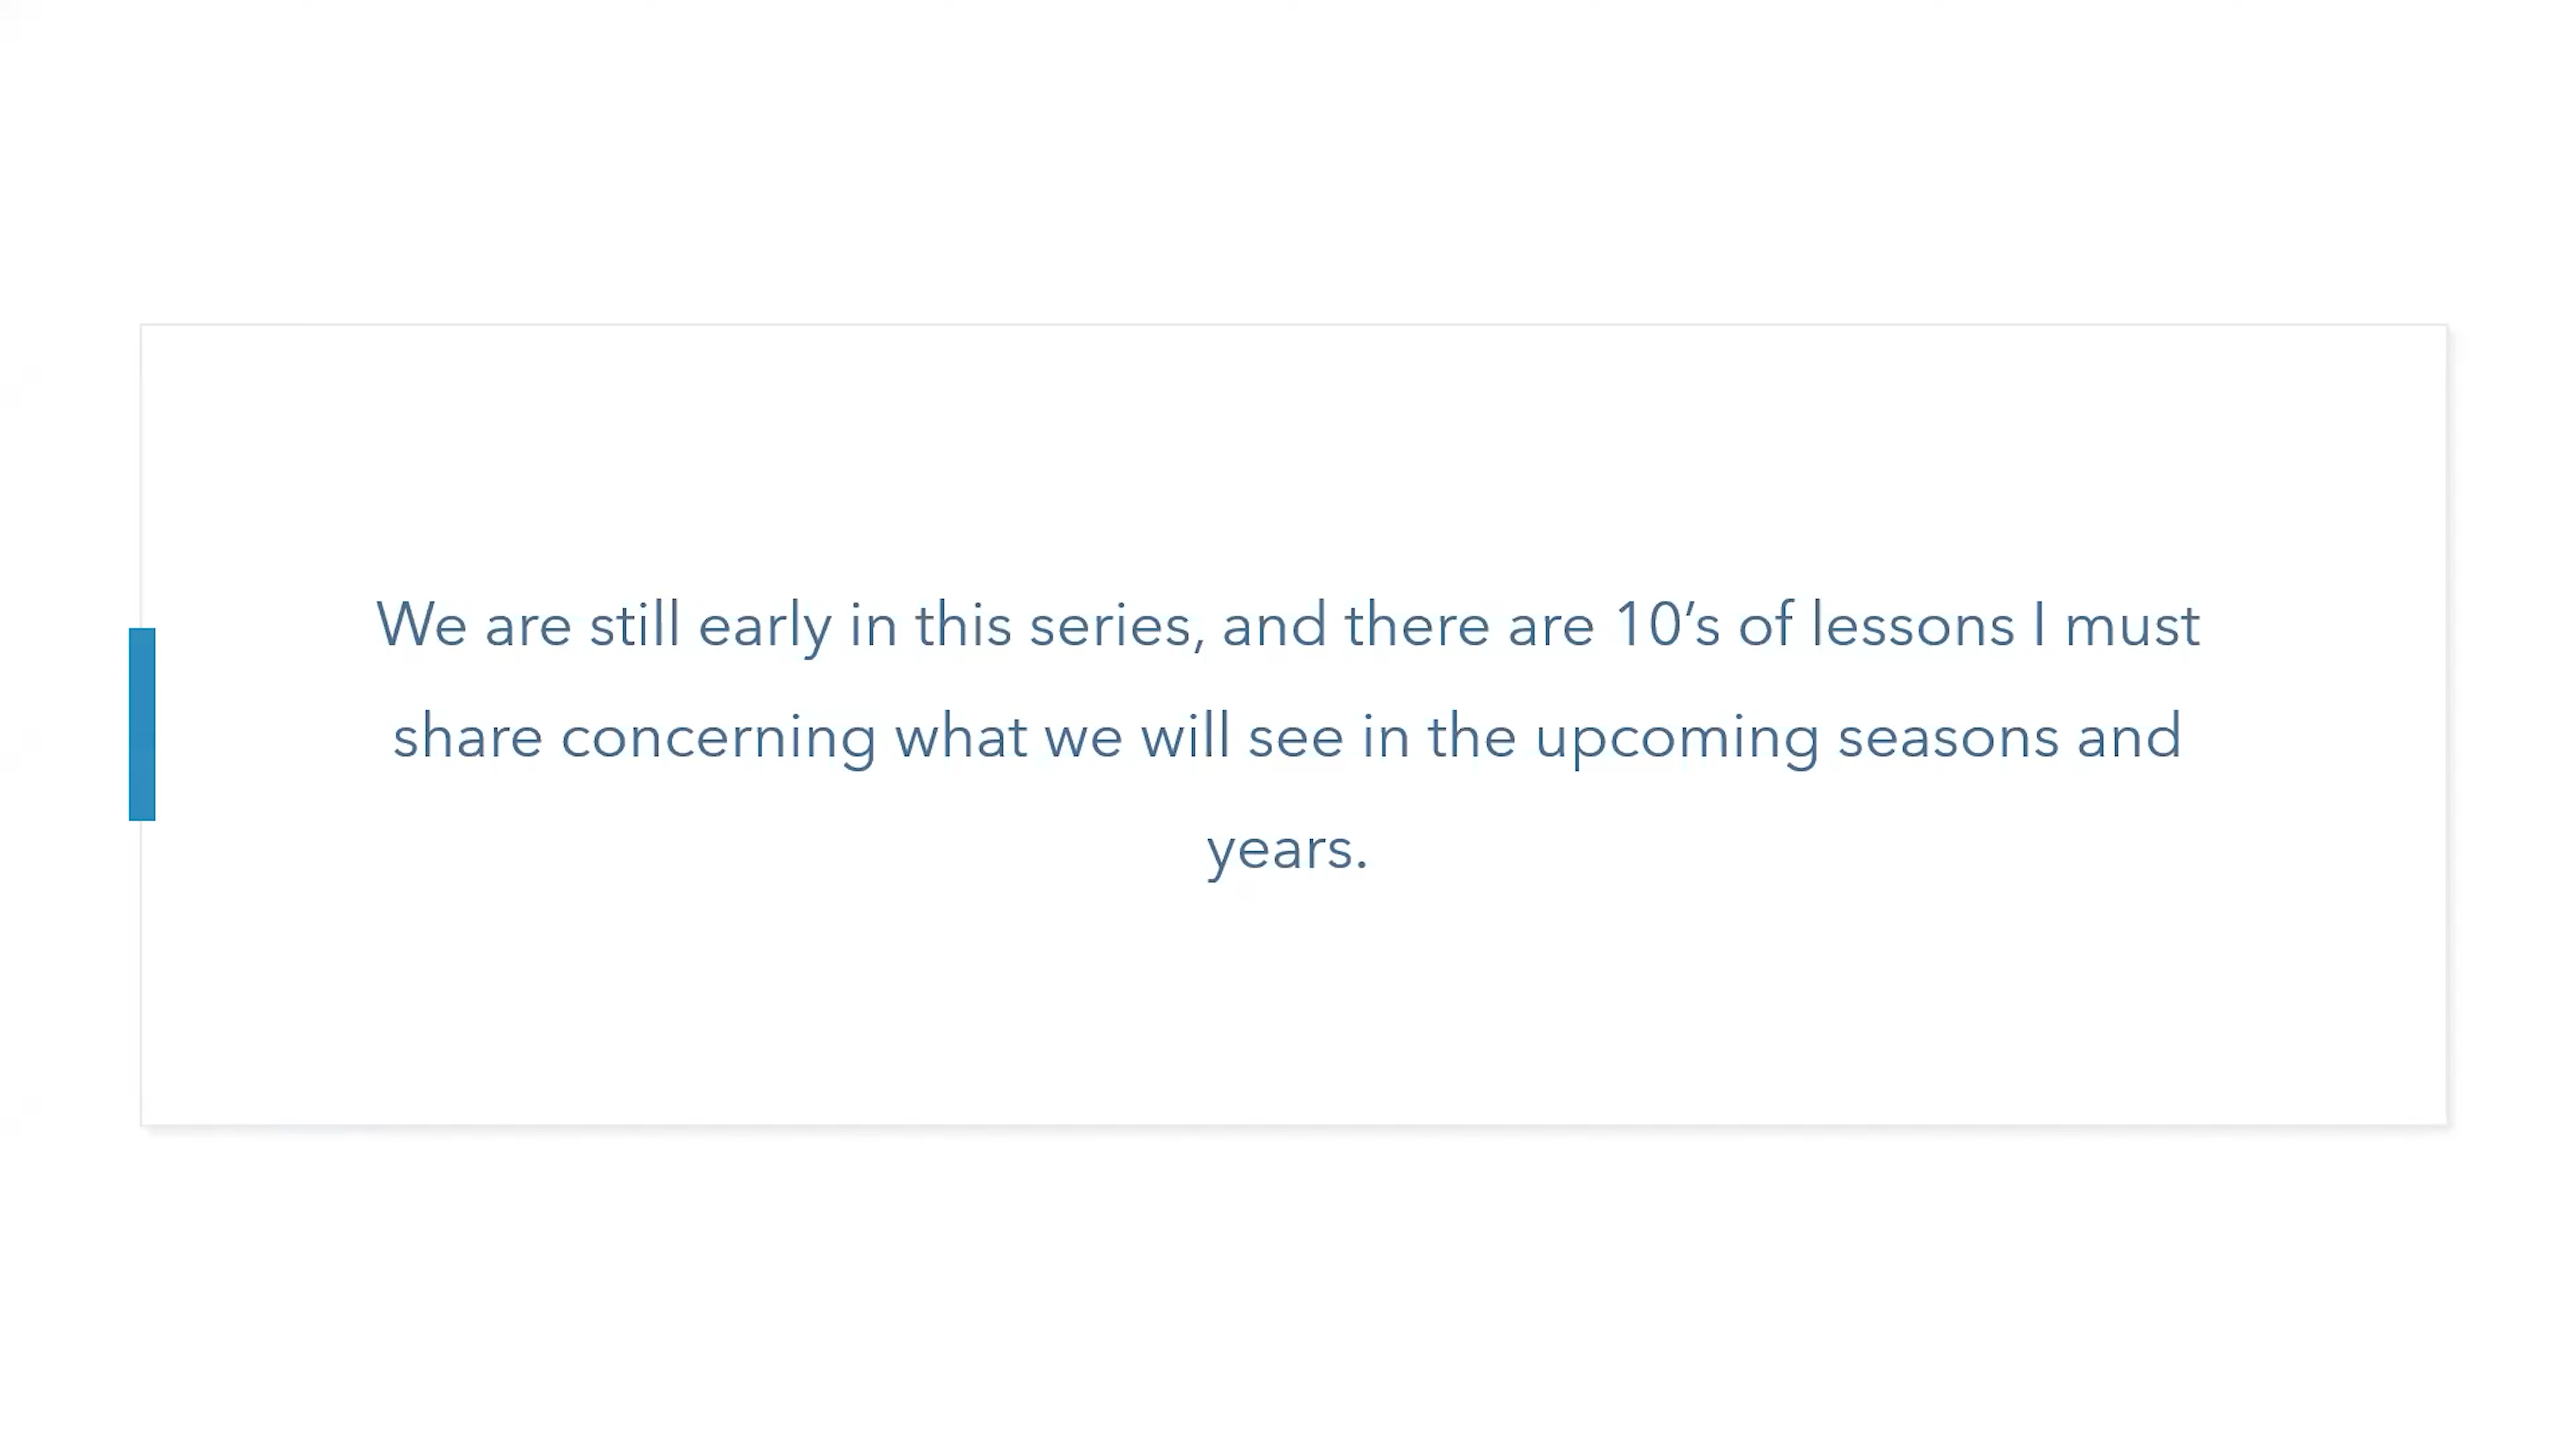 We are still early in this series, and there are 10’s of lessons I must
share concerning what we will see in the upcoming seasons and
years.